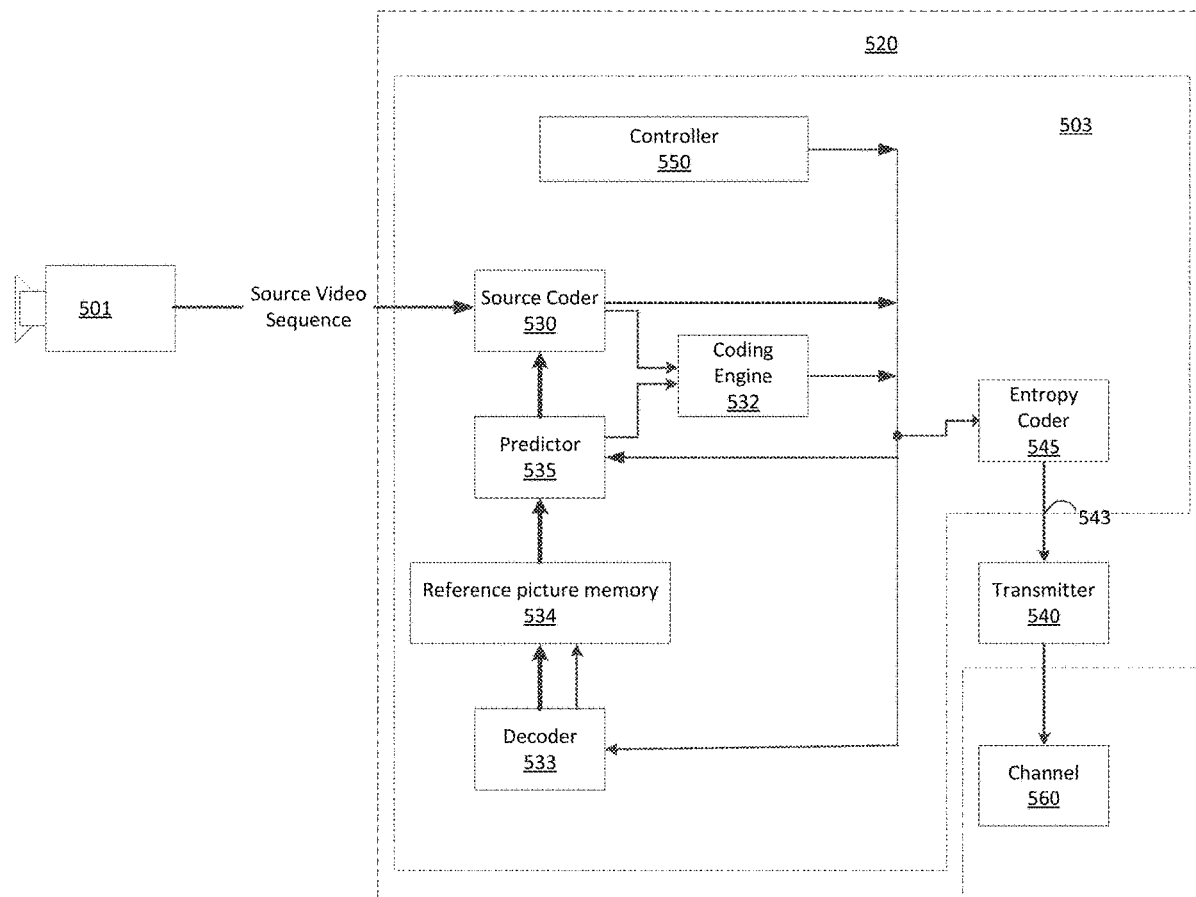 520
503
Controller
550
501
Source Video
Sequence
Source Coder
530
Coding
Engine
532
Entropy
Coder
545
Predictor
535
543
Reference picture memory
534
Transmitter
540
Decoder
533
Channel
560